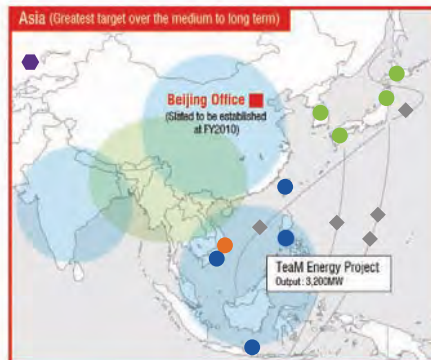 Asia (Greatest target over the medium to long term)
Beijing Office
(Slated to be established
at FY2010)
TeaM Energy Project
Output : 3,200MW